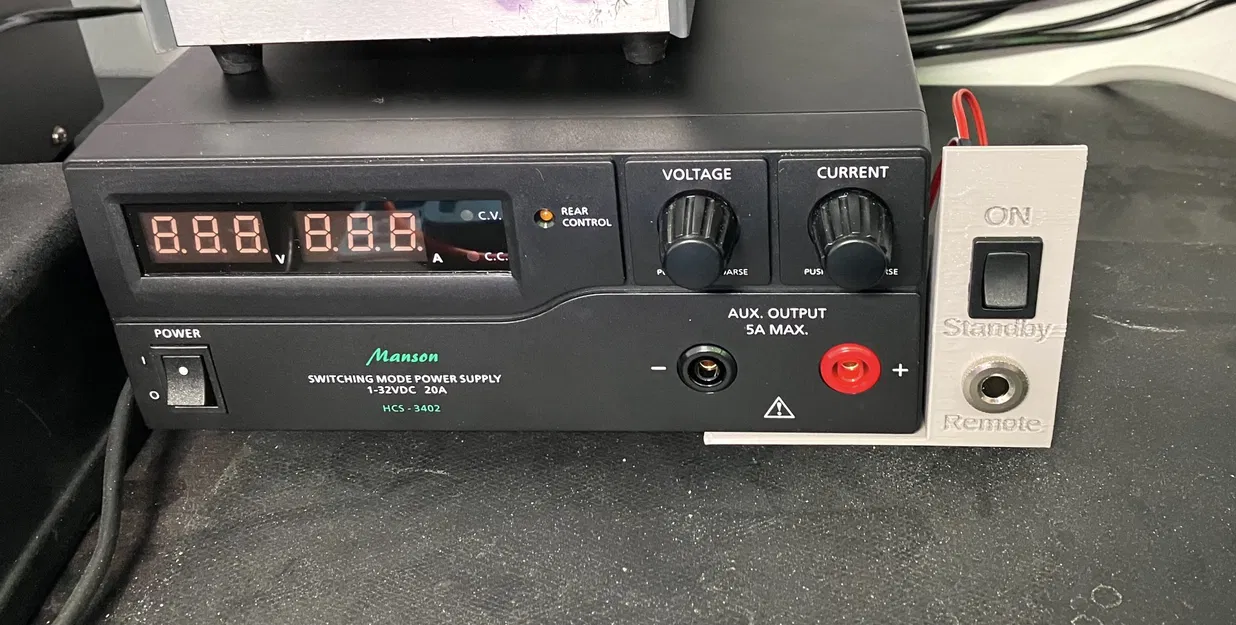 8.8.8. V 8.8.8. A
C.V.
C.C.
REAR
CONTROL
VOLTAGE
CURRENT
POWER
I
O
Manson
SWITCHING MODE POWER SUPPLY
1-32VDC 20A
HCS-3402
AUX. OUTPUT
5A MAX.
− +
ON
Standby
Remote